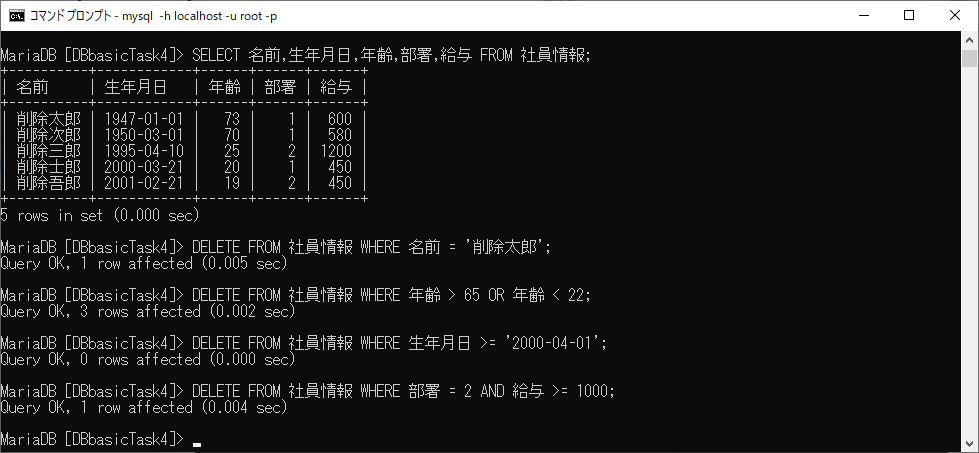 コマンド プロンプト - mysql  -h localhost -u root -p
MariaDB [DBbasicTask4]> SELECT 名前,生年月日,年齢,部署,給与 FROM 社員情報;
+----------+------------+------+------+------+
| 名前     | 生年月日   | 年齢 | 部署 | 給与 |
+----------+------------+------+------+------+
| 削除太郎 | 1947-01-01 |   73 |    1 |  600 |
| 削除次郎 | 1950-03-01 |   70 |    1 |  580 |
| 削除三郎 | 1995-04-10 |   25 |    2 | 1200 |
| 削除士郎 | 2000-03-21 |   20 |    1 |  450 |
| 削除吾郎 | 2001-02-21 |   19 |    2 |  450 |
+----------+------------+------+------+------+
5 rows in set (0.000 sec)
MariaDB [DBbasicTask4]> DELETE FROM 社員情報 WHERE 名前 = '削除太郎';
Query OK, 1 row affected (0.005 sec)
MariaDB [DBbasicTask4]> DELETE FROM 社員情報 WHERE 年齢 > 65 OR 年齢 < 22;
Query OK, 3 rows affected (0.002 sec)
MariaDB [DBbasicTask4]> DELETE FROM 社員情報 WHERE 生年月日 >= '2000-04-01';
Query OK, 0 rows affected (0.000 sec)
MariaDB [DBbasicTask4]> DELETE FROM 社員情報 WHERE 部署 = 2 AND 給与 >= 1000;
Query OK, 1 row affected (0.004 sec)
MariaDB [DBbasicTask4]>